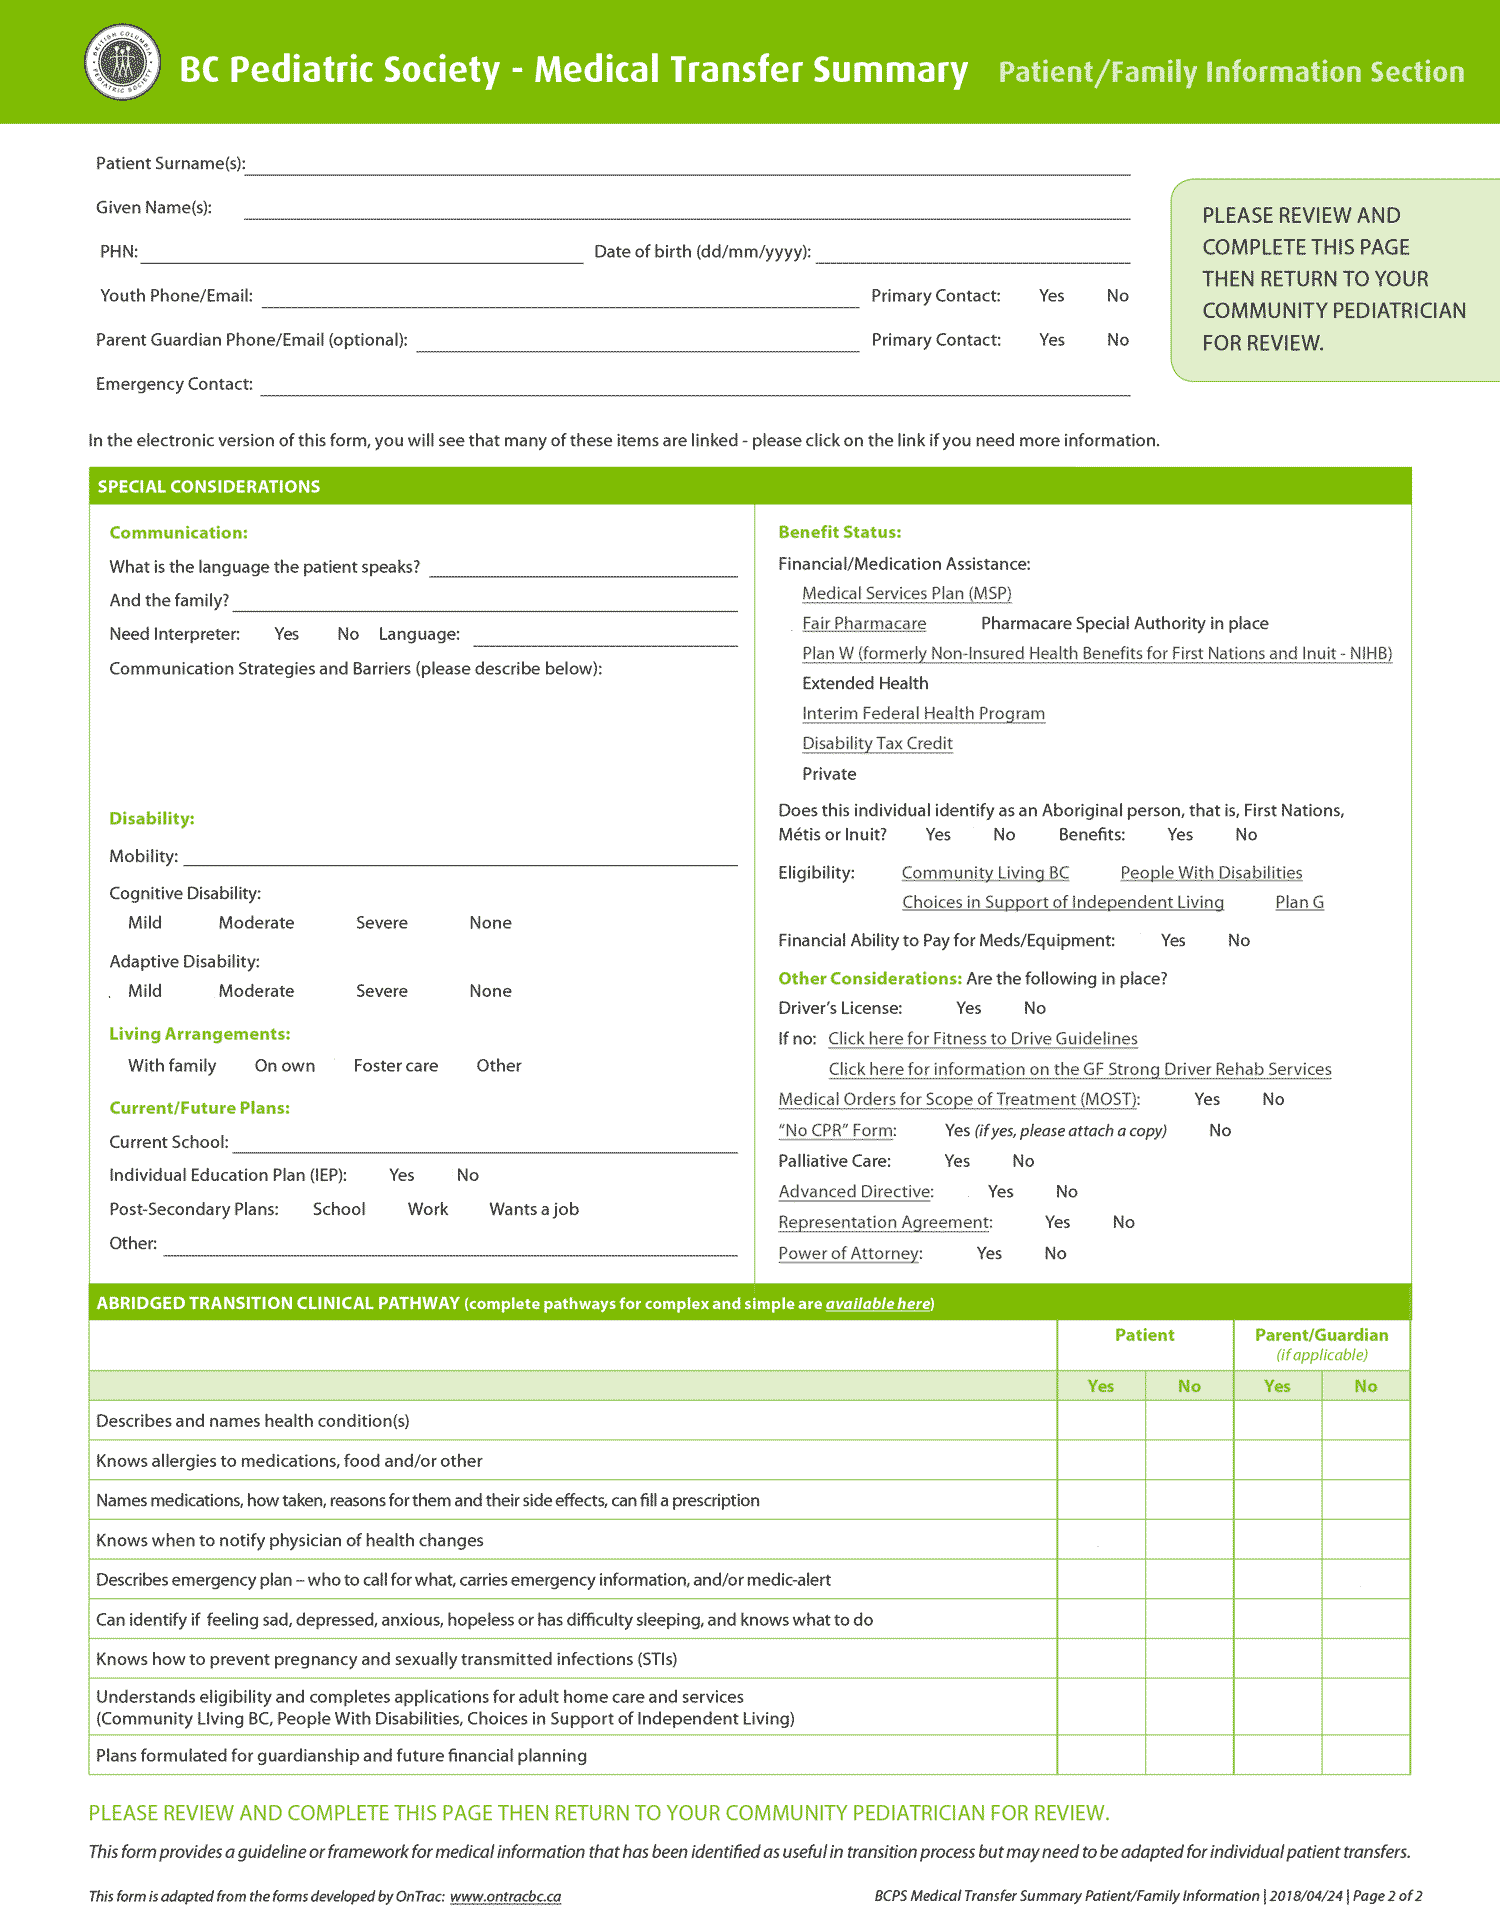 BRITISH COLUMBIA
PEDIATRIC SOCIETY
BC Pediatric Society - Medical Transfer Summary Patient/Family Information Section
Patient Surname(s):
Given Name(s):
PHN: Date of birth (dd/mm/yyyy):
Youth Phone/Email: Primary Contact: Yes No
Parent Guardian Phone/Email (optional): Primary Contact: Yes No
Emergency Contact:
PLEASE REVIEW AND
COMPLETE THIS PAGE
THEN RETURN TO YOUR
COMMUNITY PEDIATRICIAN
FOR REVIEW.
In the electronic version of this form, you will see that many of these items are linked - please click on the link if you need more information.
SPECIAL CONSIDERATIONS
Communication:
What is the language the patient speaks?
And the family?
Need Interpreter: Yes No Language:
Communication Strategies and Barriers (please describe below):
Disability:
Mobility:
Cognitive Disability:
Mild Moderate Severe None
Adaptive Disability:
Mild Moderate Severe None
Living Arrangements:
With family On own Foster care Other
Current/Future Plans:
Current School:
Individual Education Plan (IEP): Yes No
Post-Secondary Plans: School Work Wants a job
Other:
Benefit Status:
Financial/Medication Assistance:
Medical Services Plan (MSP)
Fair Pharmacare Pharmacare Special Authority in place
Plan W (formerly Non-Insured Health Benefits for First Nations and Inuit - NIHB)
Extended Health
Interim Federal Health Program
Disability Tax Credit
Private
Does this individual identify as an Aboriginal person, that is, First Nations,
Métis or Inuit? Yes No Benefits: Yes No
Eligibility: Community Living BC People With Disabilities
Choices in Support of Independent Living Plan G
Financial Ability to Pay for Meds/Equipment: Yes No
Other Considerations: Are the following in place?
Driver's License: Yes No
If no: Click here for Fitness to Drive Guidelines
Click here for information on the GF Strong Driver Rehab Services
Medical Orders for Scope of Treatment (MOST): Yes No
"No CPR" Form: Yes (if yes, please attach a copy) No
Palliative Care: Yes No
Advanced Directive: Yes No
Representation Agreement: Yes No
Power of Attorney: Yes No
ABRIDGED TRANSITION CLINICAL PATHWAY (complete pathways for complex and simple are available here)
Patient Parent/Guardian
(if applicable)
Yes No Yes No
Describes and names health condition(s)
Knows allergies to medications, food and/or other
Names medications, how taken, reasons for them and their side effects, can fill a prescription
Knows when to notify physician of health changes
Describes emergency plan – who to call for what, carries emergency information, and/or medic-alert
Can identify if feeling sad, depressed, anxious, hopeless or has difficulty sleeping, and knows what to do
Knows how to prevent pregnancy and sexually transmitted infections (STIs)
Understands eligibility and completes applications for adult home care and services
(Community LIving BC, People With Disabilities, Choices in Support of Independent Living)
Plans formulated for guardianship and future financial planning
PLEASE REVIEW AND COMPLETE THIS PAGE THEN RETURN TO YOUR COMMUNITY PEDIATRICIAN FOR REVIEW.
This form provides a guideline or framework for medical information that has been identified as useful in transition process but may need to be adapted for individual patient transfers.
This form is adapted from the forms developed by OnTrac: www.ontracbc.ca
BCPS Medical Transfer Summary Patient/Family Information | 2018/04/24 | Page 2 of 2